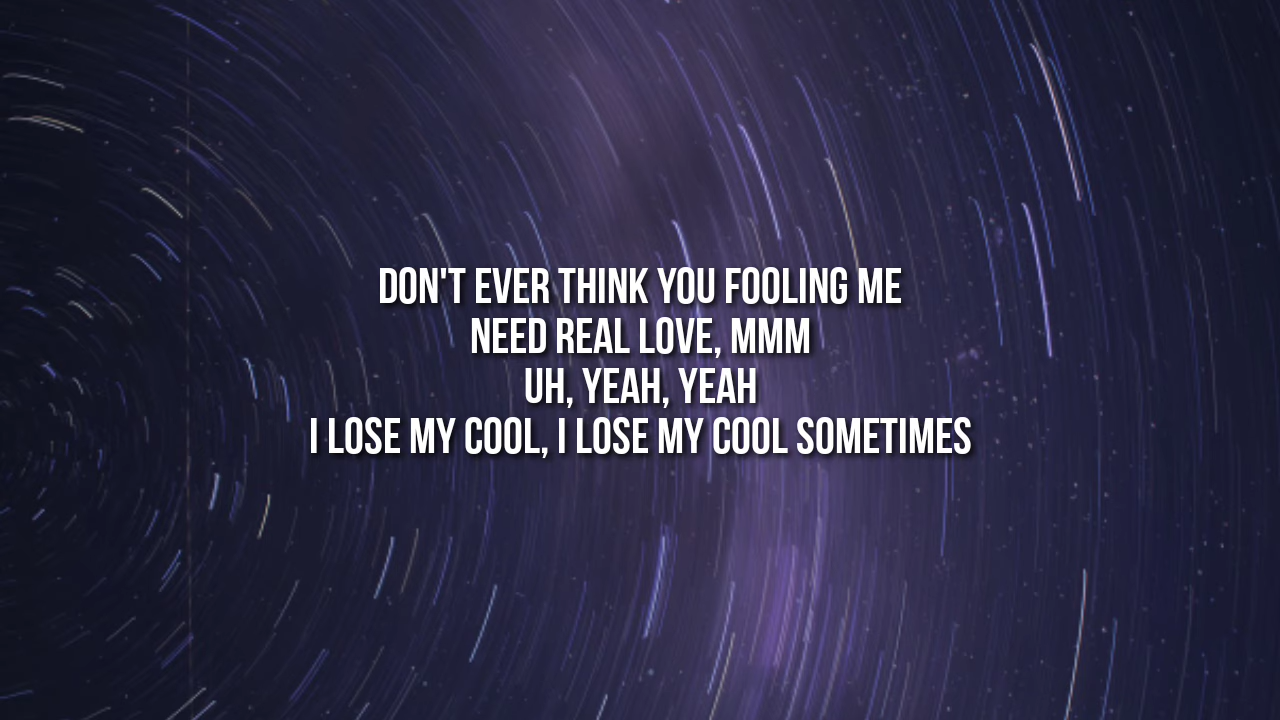 DON'T EVER THINK YOU FOOLING ME
NEED REAL LOVE, MMM
UH, YEAH, YEAH
I LOSE MY COOL, I LOSE MY COOL SOMETIMES